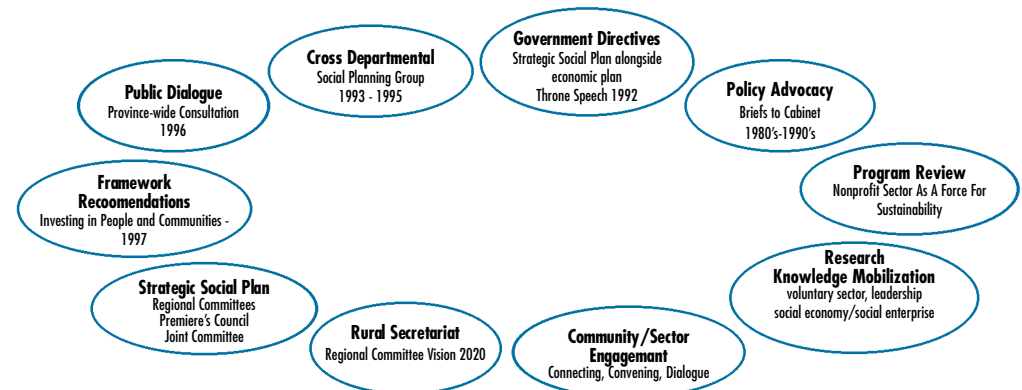 Government Directives
Strategic Social Plan alongside
economic plan
Throne Speech 1992
Cross Departmental
Social Planning Group
1993 - 1995
Policy Advocacy
Briefs to Cabinet
1980's-1990's
Public Dialogue
Province-wide Consultation
1996
Program Review
Nonprofit Sector As A Force For
Sustainability
Framework
Recoomendations
Investing in People and Communities -
1997
Research
Knowledge Mobilization
voluntary sector, leadership
social economy/social enterprise
Strategic Social Plan
Regional Committees
Premiere's Council
Joint Committee
Rural Secretariat
Regional Committee Vision 2020
Community/Sector
Engagemant
Connecting, Convening, Dialogue